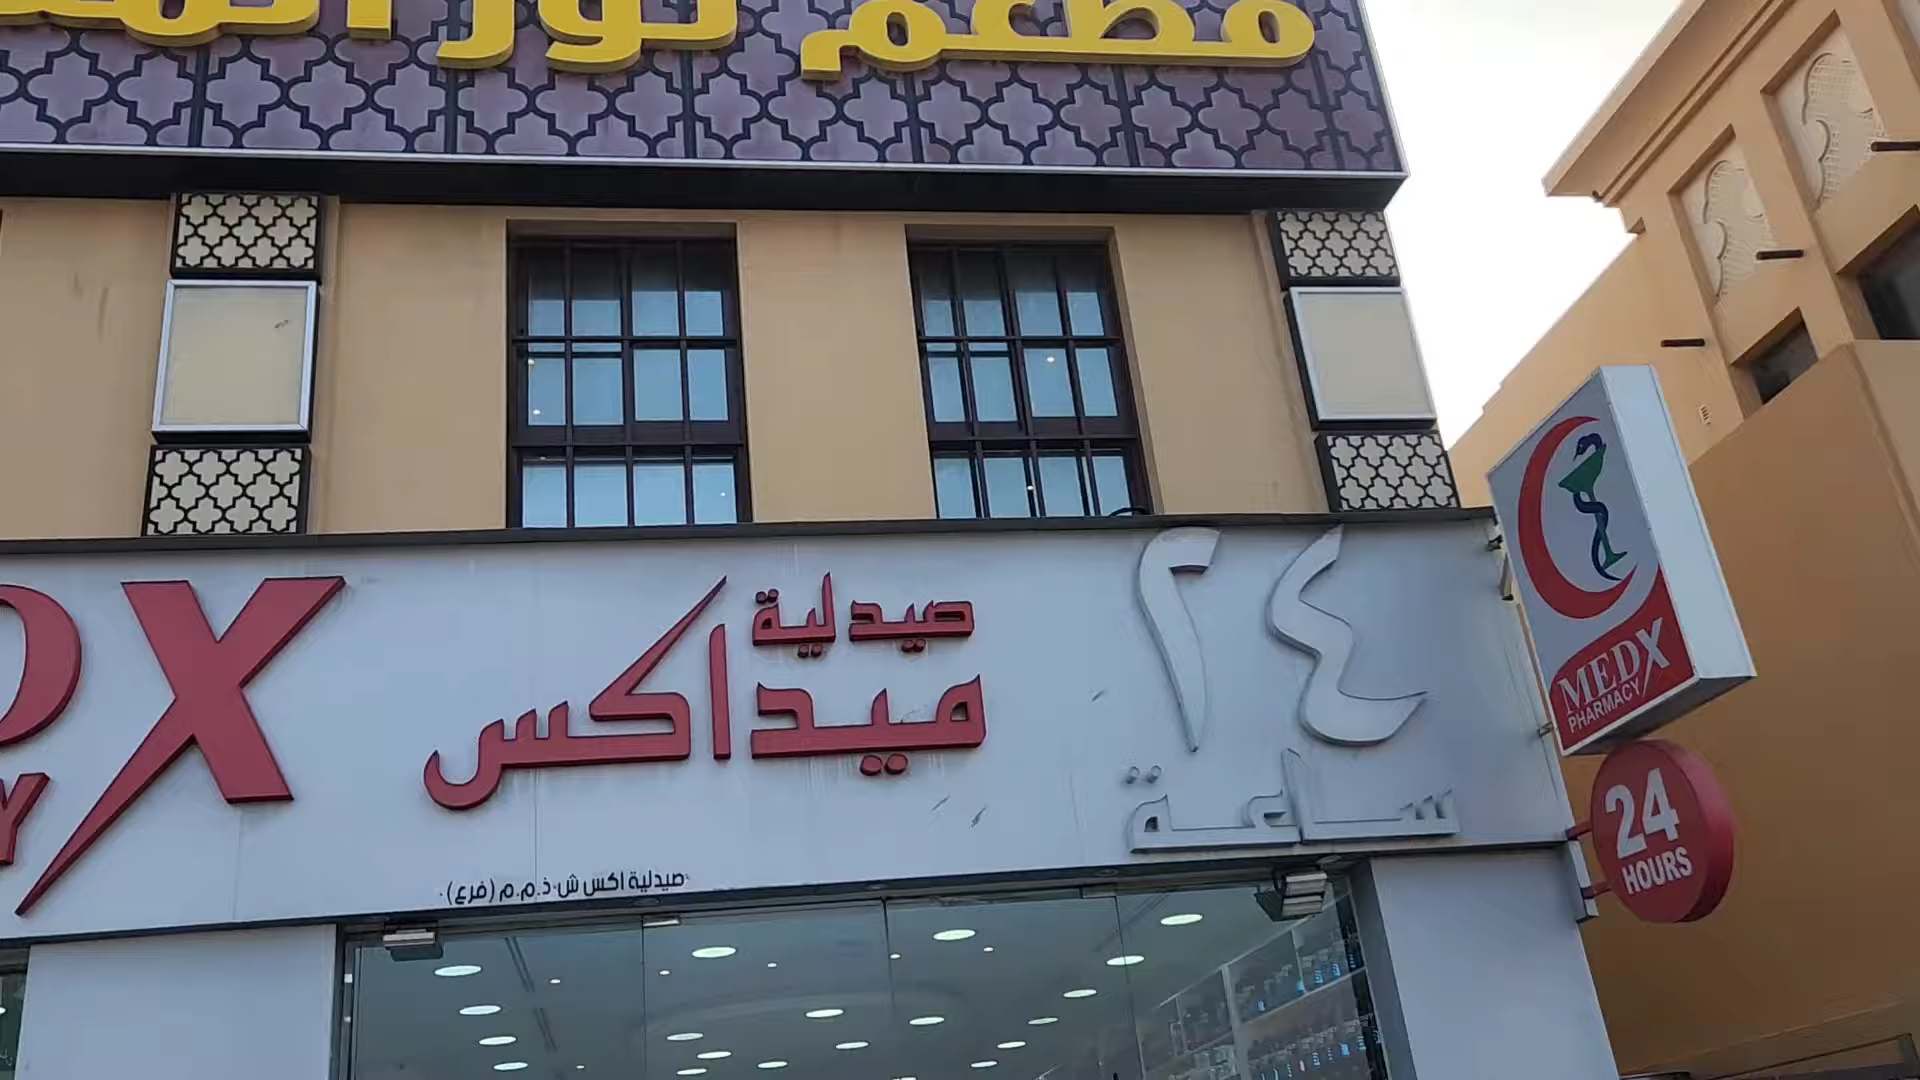 مطعم نور
صيدلية
ميداكس
٢٤
ساعة
X
Y
صيدلية اكس ش.ذ.م.م (فرع)
MEDX
PHARMACY
24
HOURS